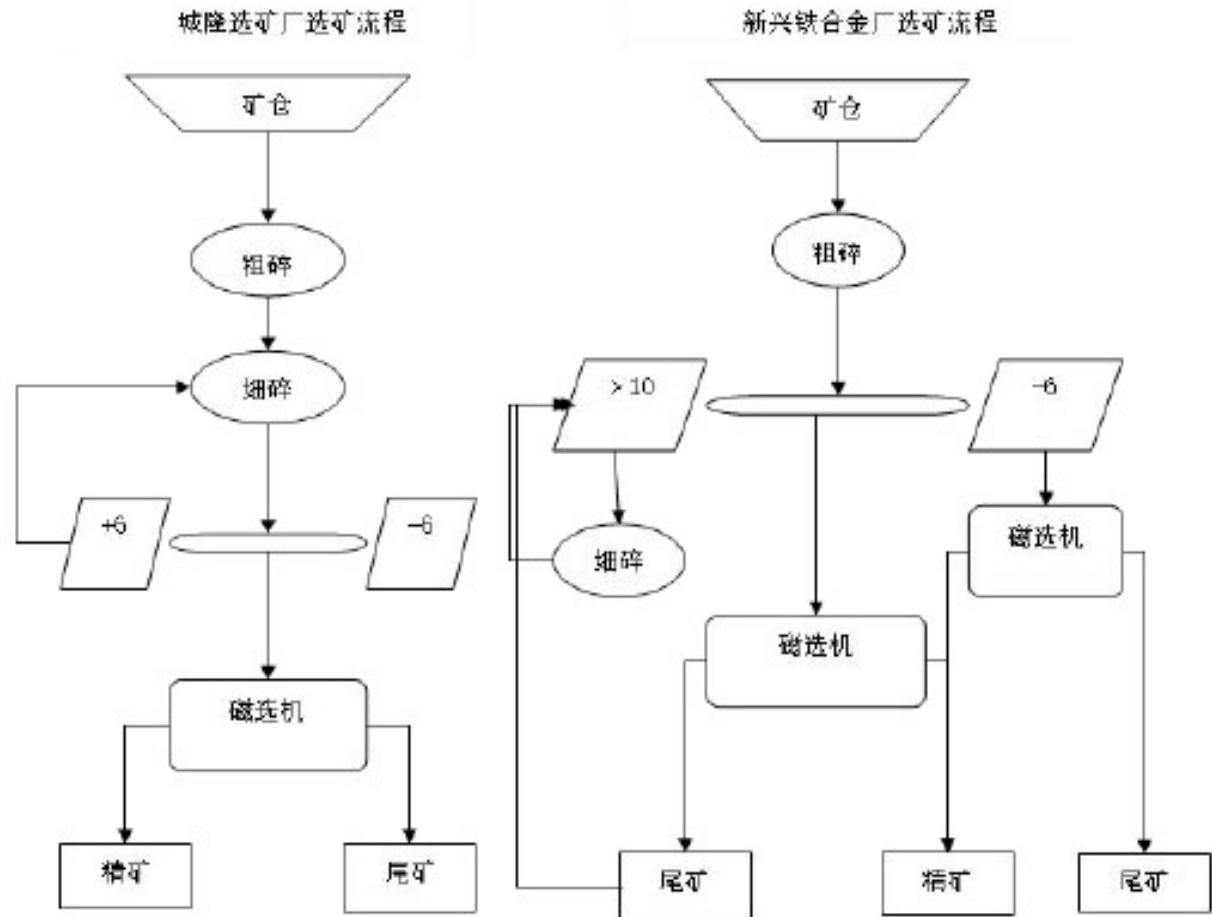 城隆选矿厂选矿流程
矿仓
粗碎
细碎
+6
-6
磁选机
精矿
尾矿
新兴铁合金厂选矿流程
矿仓
粗碎
>10
-6
细碎
磁选机
磁选机
尾矿
精矿
尾矿